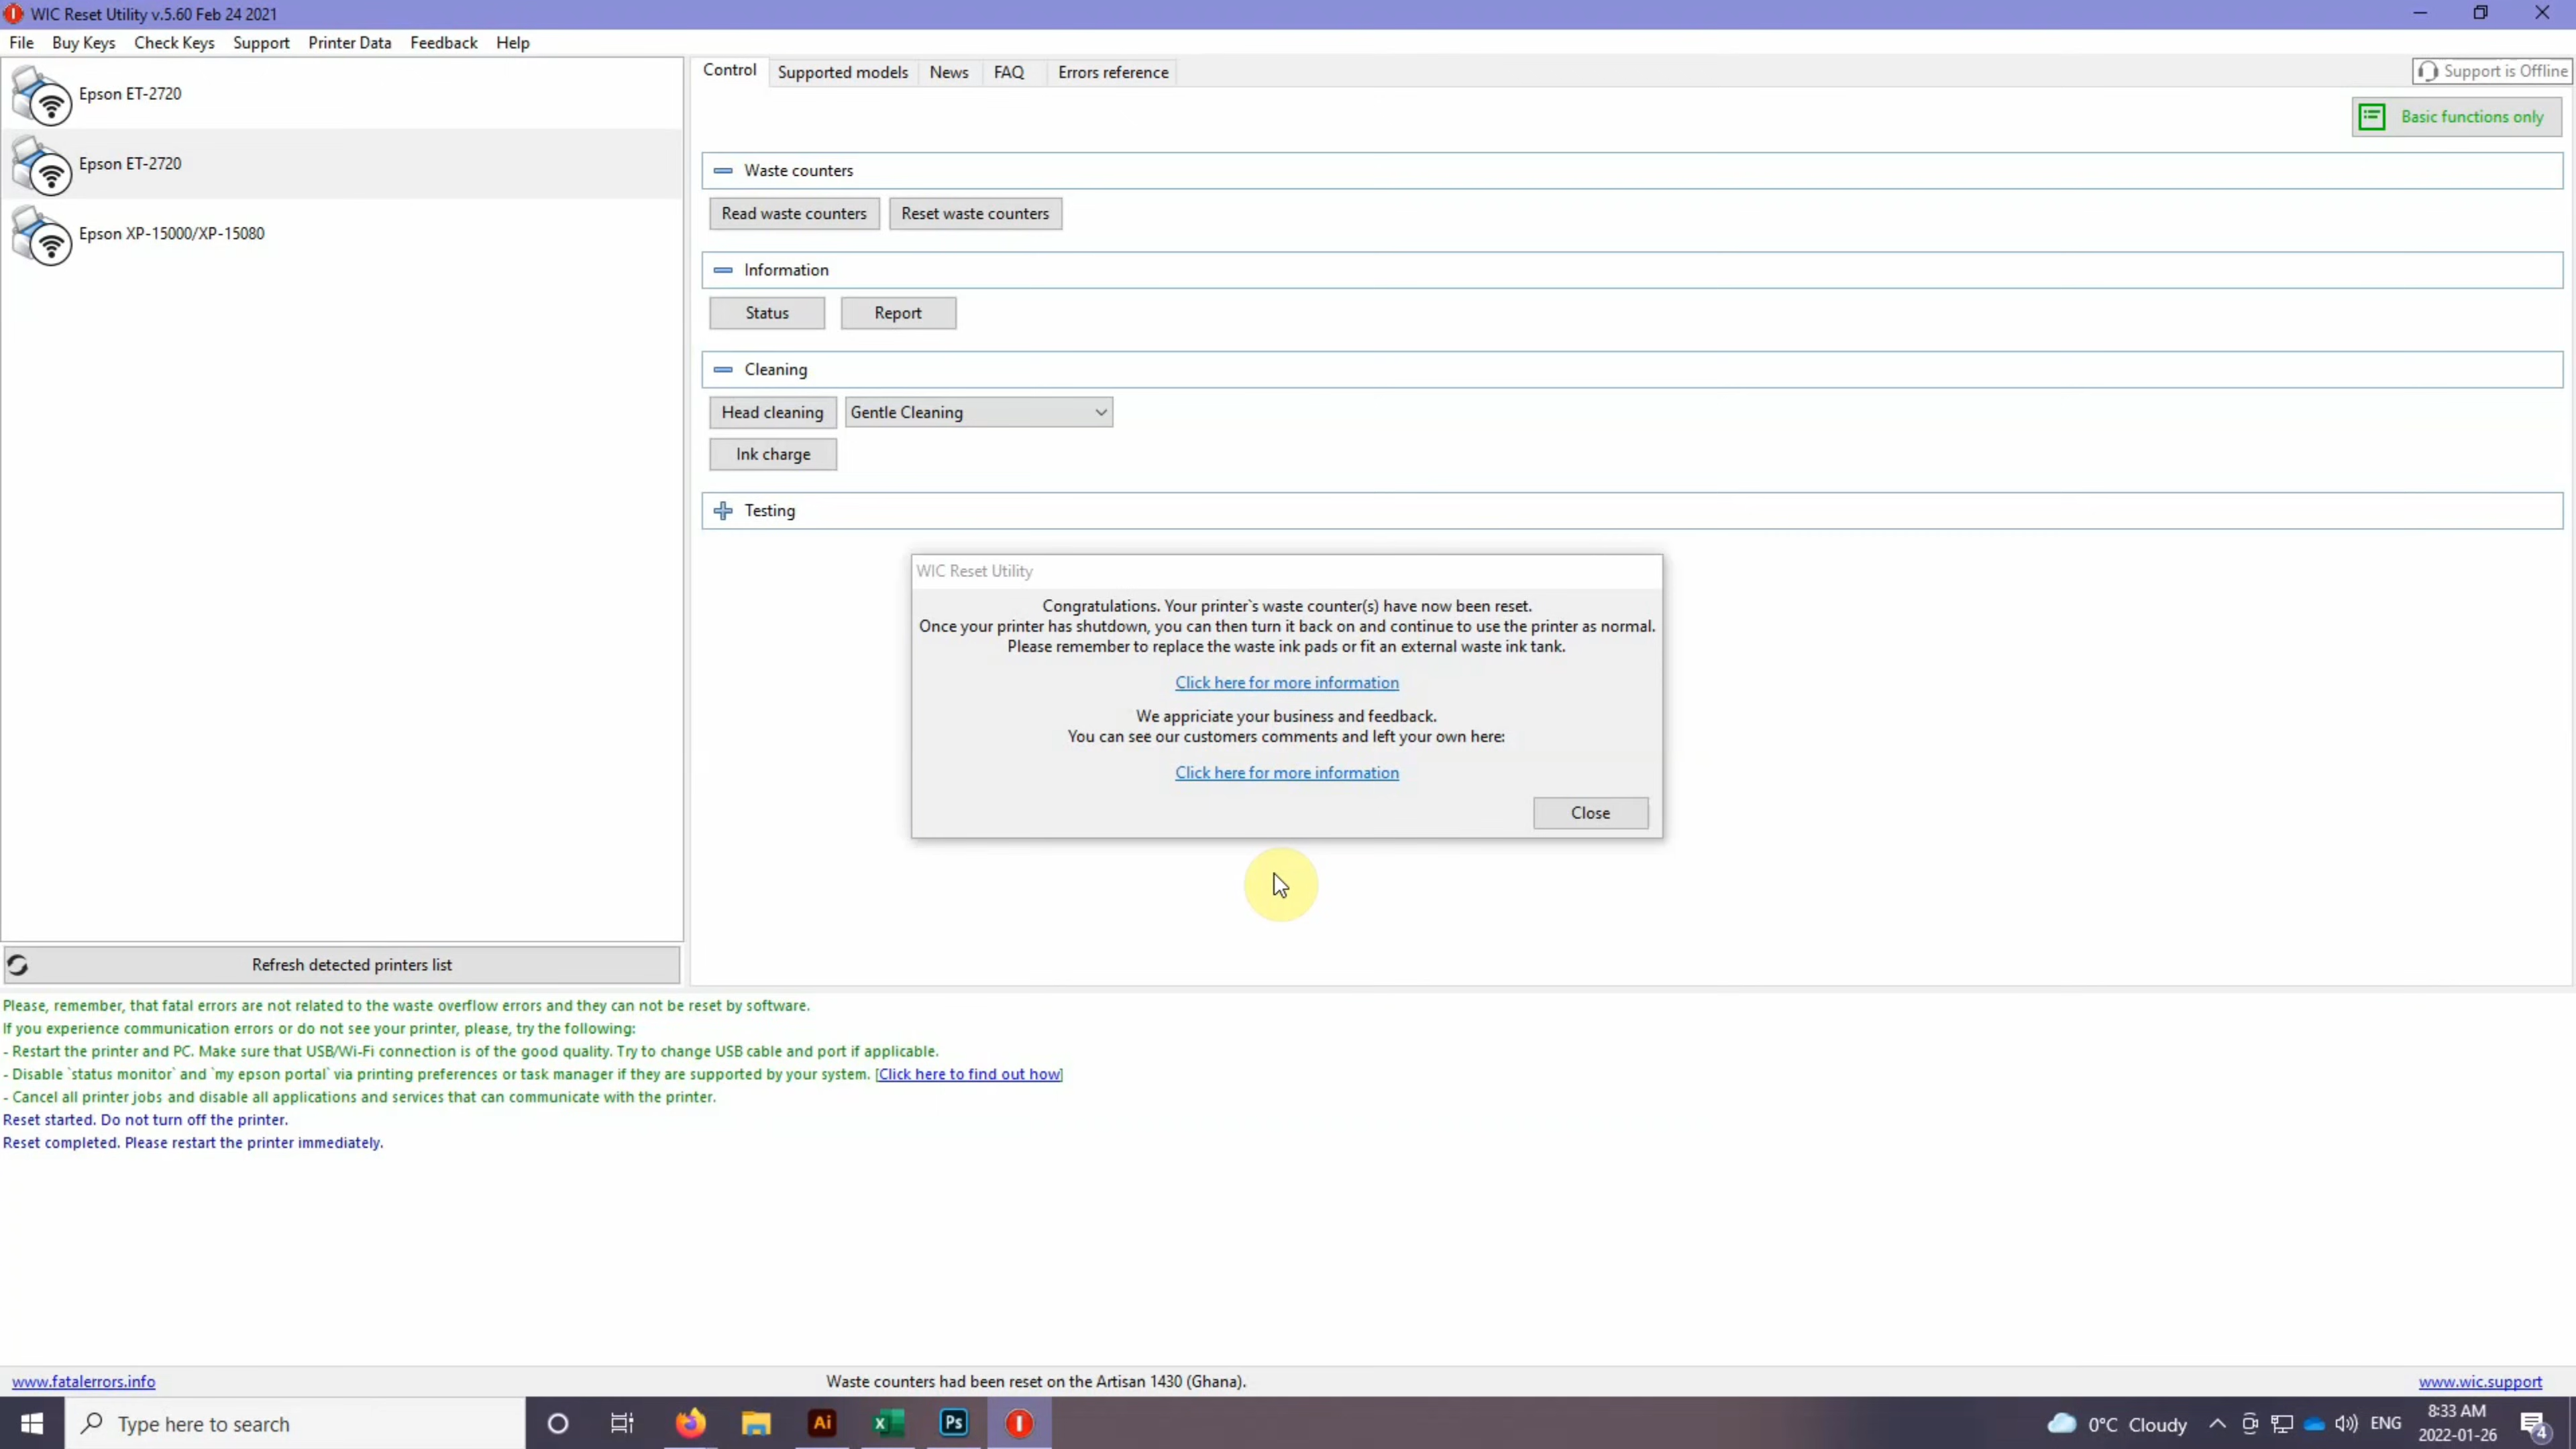 WIC Reset Utility v.5.60 Feb 24 2021
File Buy Keys Check Keys Support Printer Data Feedback Help
Epson ET-2720
Epson ET-2720
Epson XP-15000/XP-15080
Refresh detected printers list
Control Supported models News FAQ Errors reference
Support is Offline
Basic functions only
Waste counters
Read waste counters Reset waste counters
Information
Status Report
Cleaning
Head cleaning Gentle Cleaning
Ink charge
Testing
WIC Reset Utility
Congratulations. Your printer`s waste counter(s) have now been reset.
Once your printer has shutdown, you can then turn it back on and continue to use the printer as normal.
Please remember to replace the waste ink pads or fit an external waste ink tank.
Click here for more information
We appriciate your business and feedback.
You can see our customers comments and left your own here:
Click here for more information
Close
Please, remember, that fatal errors are not related to the waste overflow errors and they can not be reset by software.
If you experience communication errors or do not see your printer, please, try the following:
- Restart the printer and PC. Make sure that USB/Wi-Fi connection is of the good quality. Try to change USB cable and port if applicable.
- Disable `status monitor` and `my epson portal` via printing preferences or task manager if they are supported by your system. [Click here to find out how]
- Cancel all printer jobs and disable all applications and services that can communicate with the printer.
Reset started. Do not turn off the printer.
Reset completed. Please restart the printer immediately.
www.fatalerrors.info Waste counters had been reset on the Artisan 1430 (Ghana). www.wic.support
Type here to search
Ai
X
Ps
0°C Cloudy
ENG
8:33 AM
2022-01-26
4